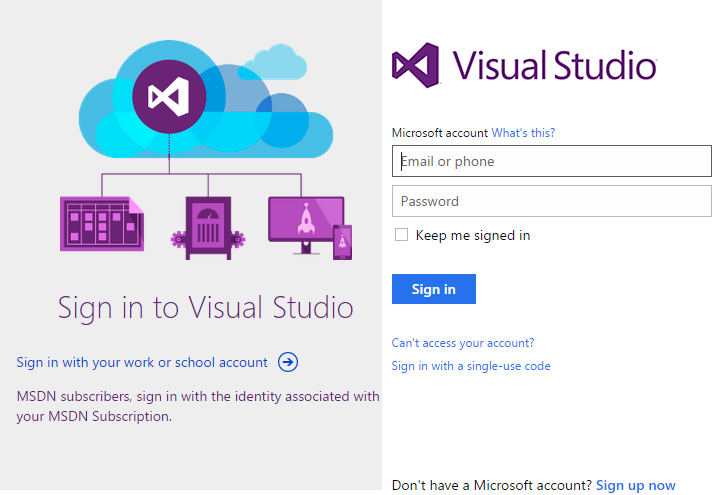 Sign in to Visual Studio
Sign in with your work or school account
MSDN subscribers, sign in with the identity associated with
your MSDN Subscription.
Visual Studio
Microsoft account What's this?
Email or phone
Password
Keep me signed in
Sign in
Can't access your account?
Sign in with a single-use code
Don't have a Microsoft account? Sign up now